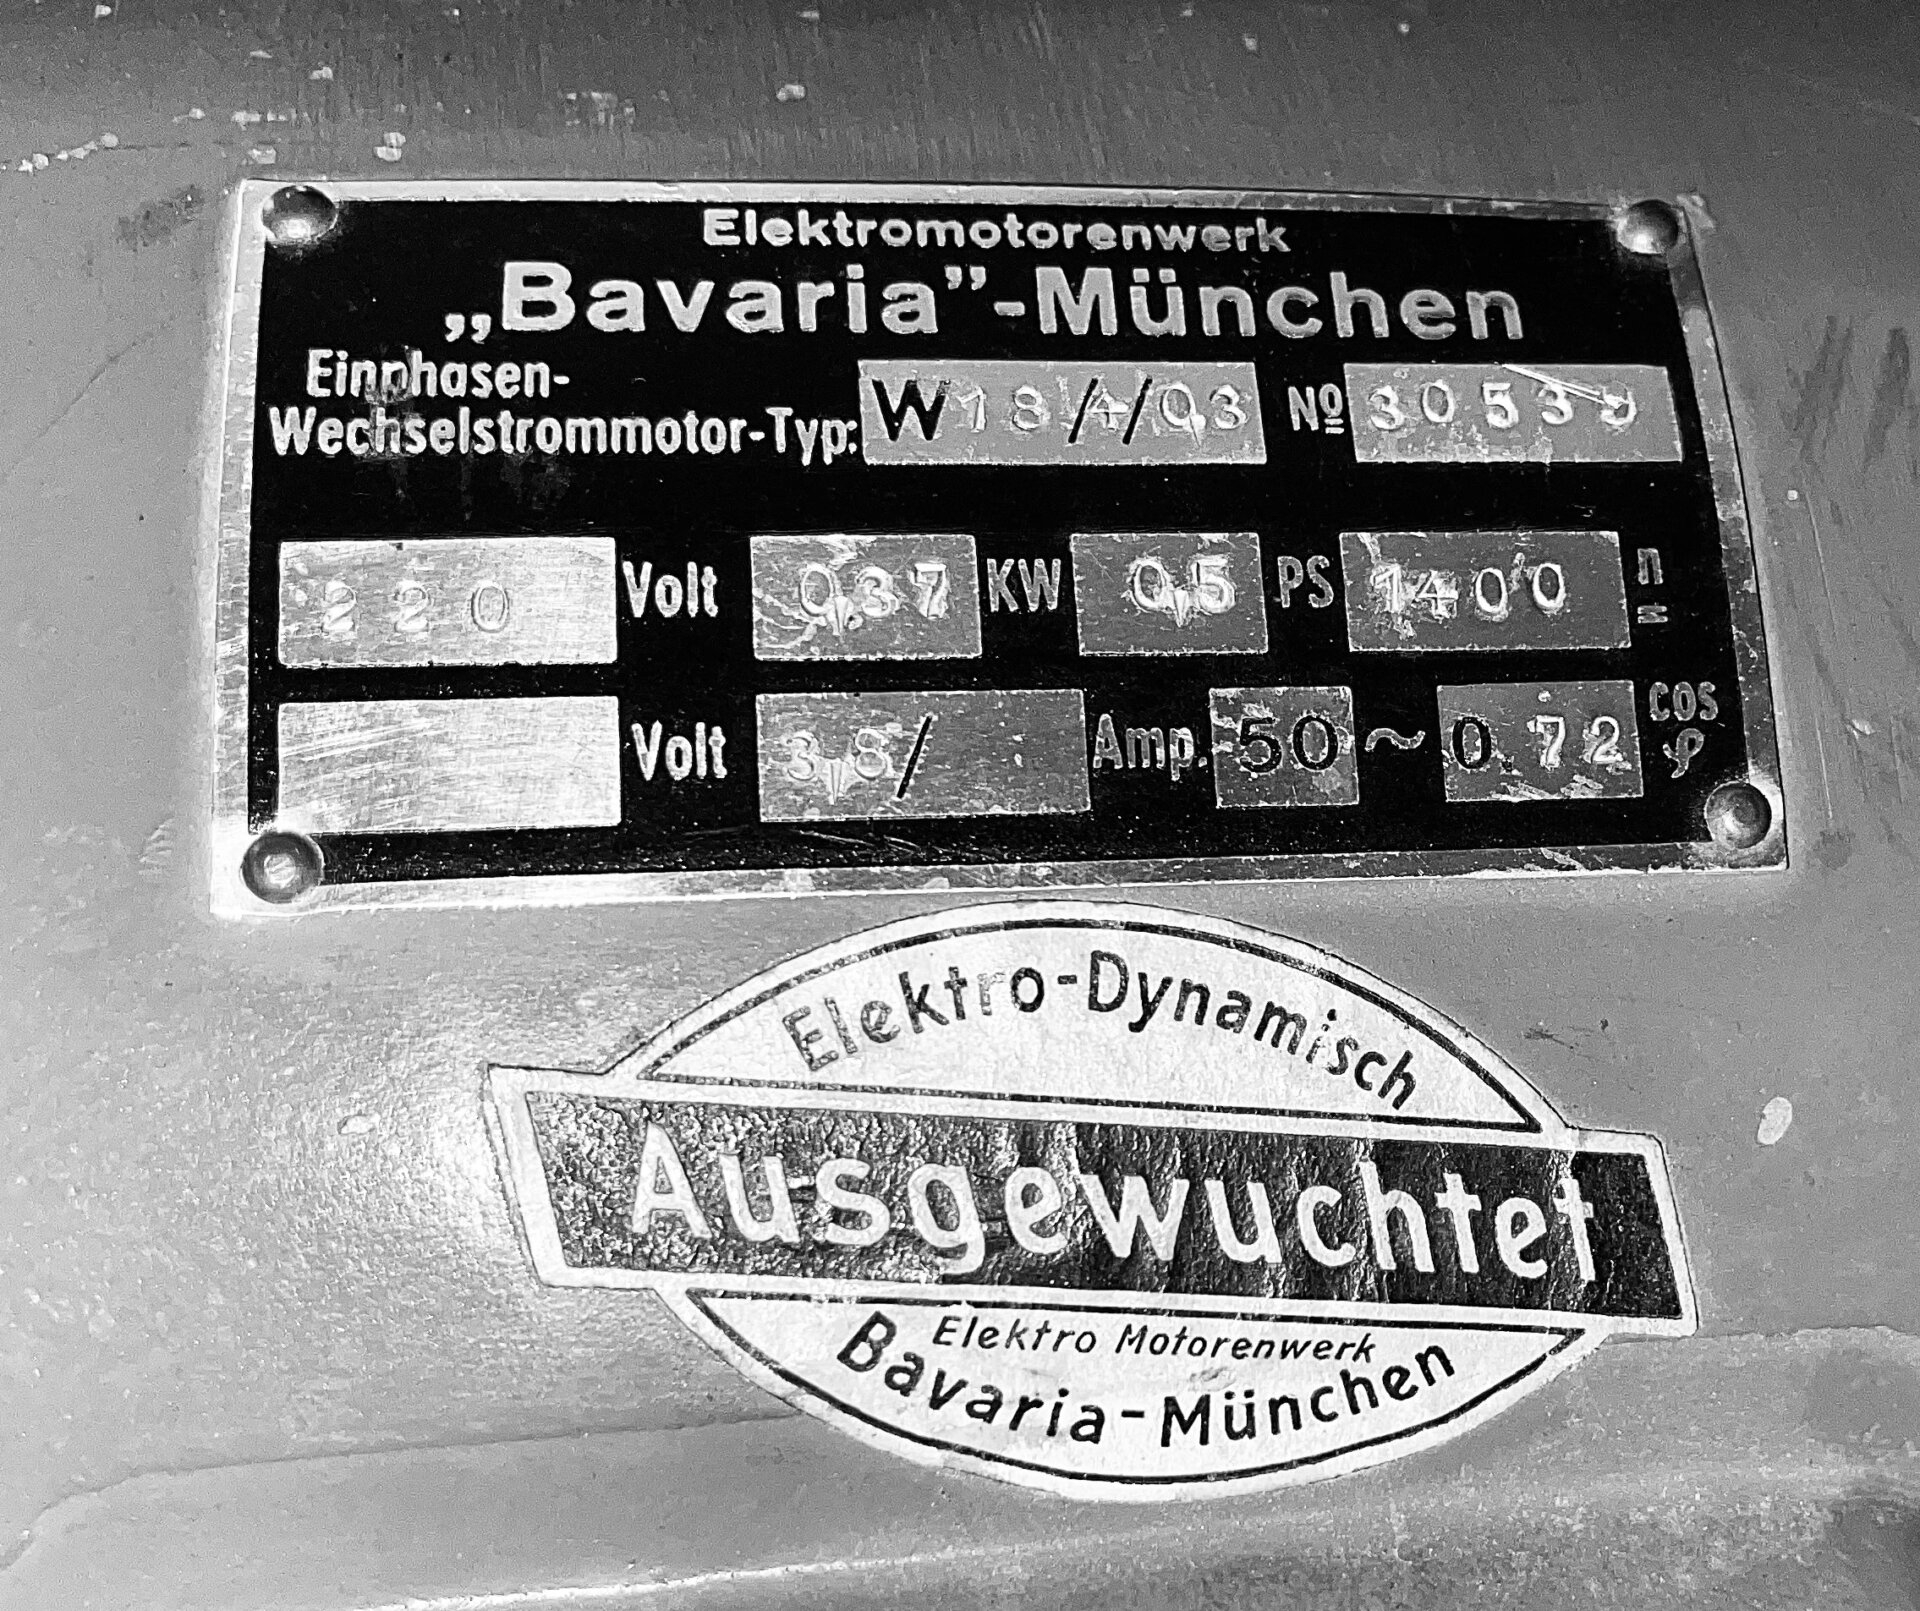 Elektromotorenwerk
„Bavaria”-München
Einphasen-
Wechselstrommotor-Typ: W18/4/03 Nº
220 Volt 0,37 KW 0,5 PS 1400 n=
Volt 3,8/ Amp. 50~ 0.72 cos φ
Elektro-Dynamisch
Ausgewuchtet
Elektro Motorenwerk
Bavaria-München